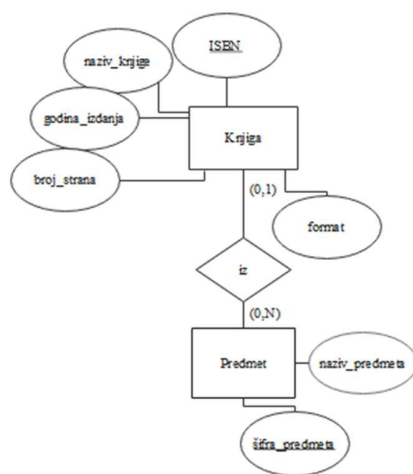 ISBN
naziv_knjige
godina_izdanja
Knjiga
broj_strana
(0,1)
format
iz
(0,N)
Predmet
naziv_predmeta
šifra_predmeta